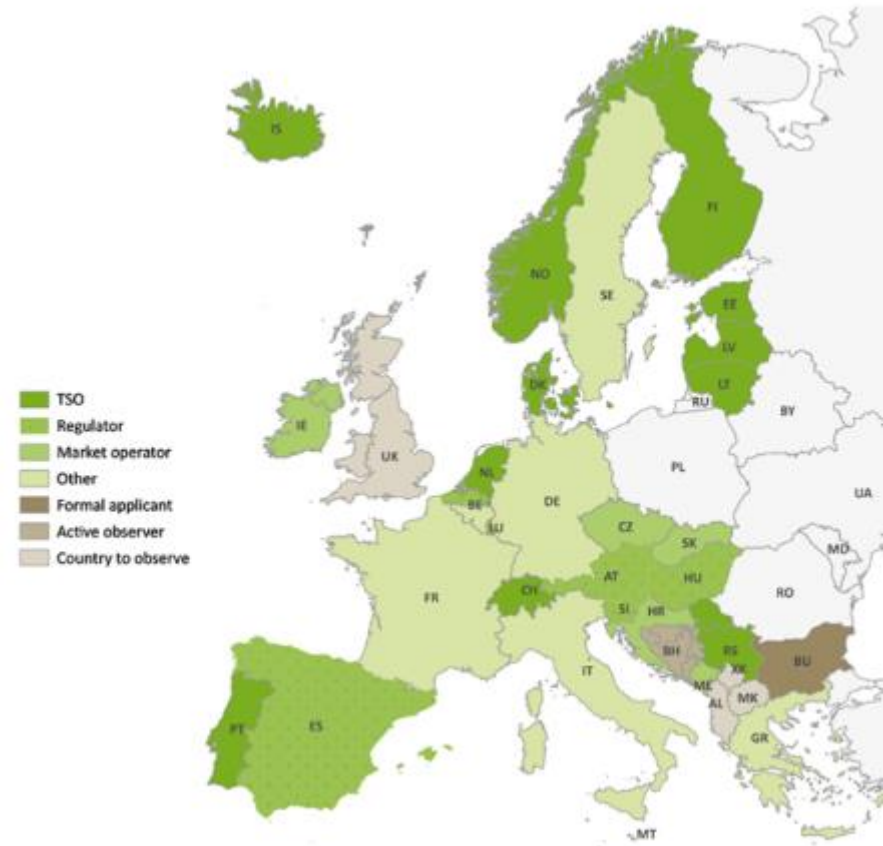 IS
FI
NO
SE
EE
LV
DK
LT
RU
BY
TSO
Regulator
Market operator
Other
Formal applicant
Active observer
Country to observe
IE
UK
NL
PL
BE
DE
UA
LU
CZ
SK
MD
FR
CH
AT
HU
RO
SI
HR
BH
RS
BU
XK
ME
IT
AL
MK
PT
ES
GR
MT